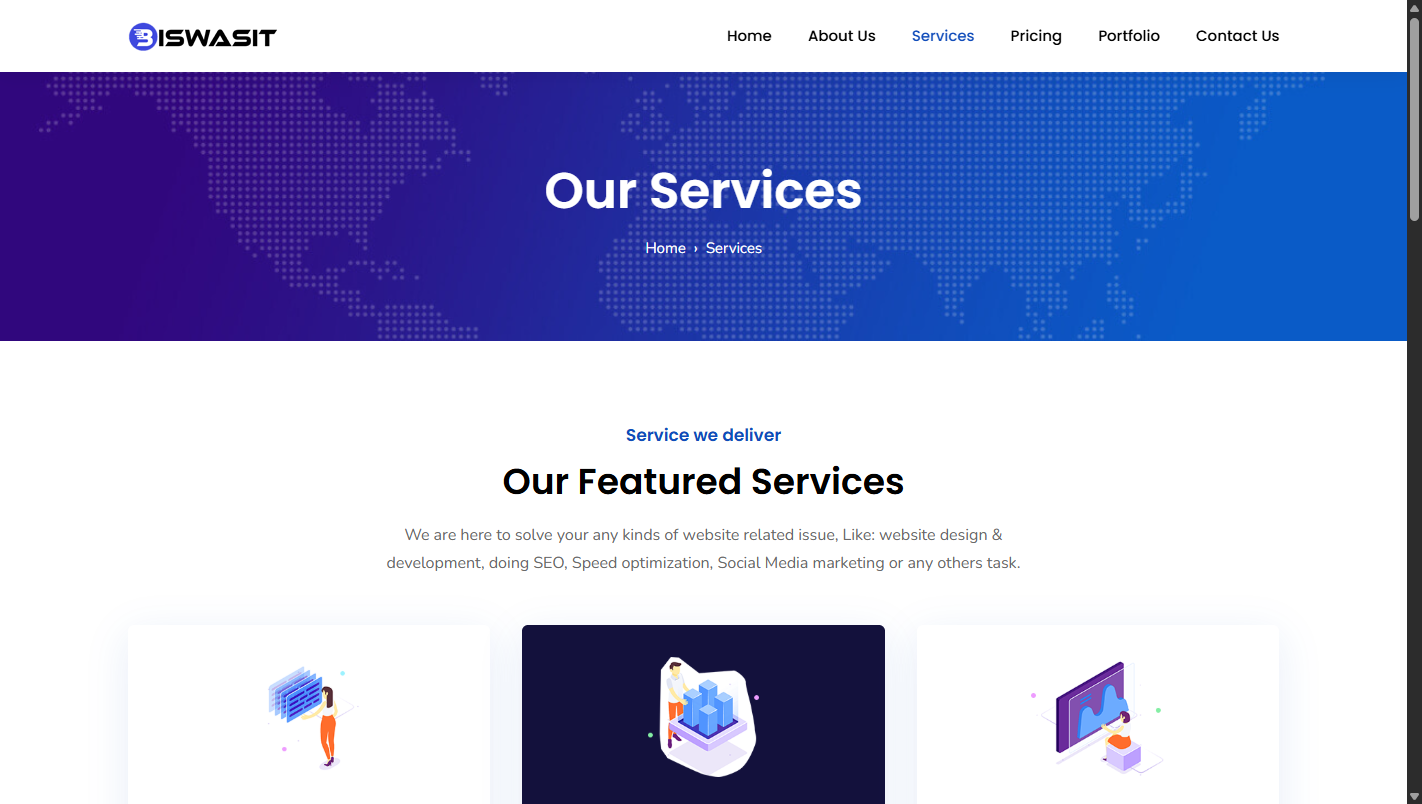 BISWASIT
Home About Us Services Pricing Portfolio Contact Us
Our Services
Home › Services
Service we deliver
Our Featured Services
We are here to solve your any kinds of website related issue, Like: website design &
development, doing SEO, Speed optimization, Social Media marketing or any others task.